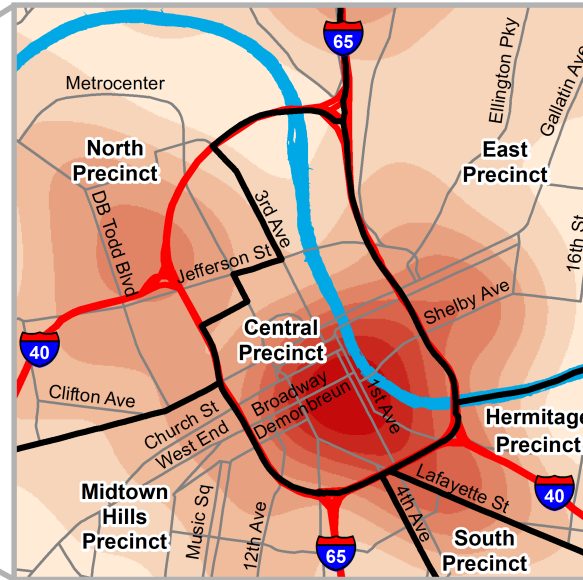 65
Ellington Pky
Gallatin Ave
Metrocenter
North
Precinct
East
Precinct
DB Todd Blvd
3rd Ave
16th St
Jefferson St
Shelby Ave
Central
Precinct
40
Clifton Ave
Broadway
Demonbreun
1st Ave
Church St
West End
Hermitage
Precinct
Midtown
Hills
Precinct
Music Sq
12th Ave
4th Ave
Lafayette St
40
65
South
Precinct